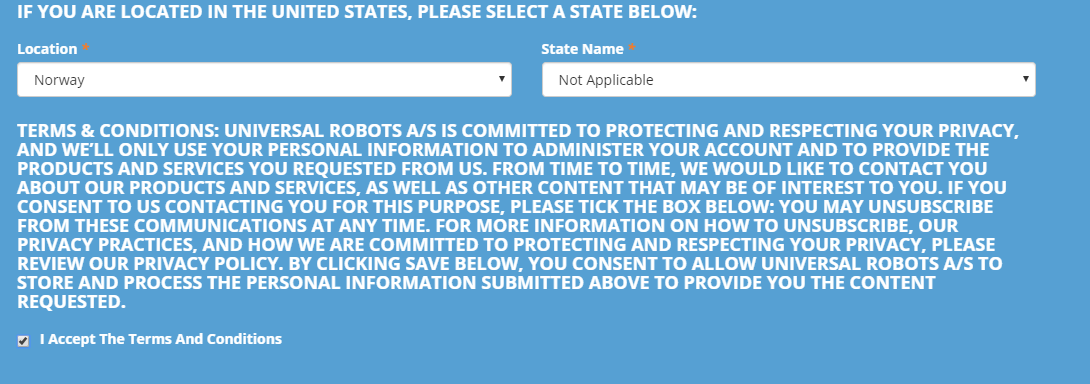 IF YOU ARE LOCATED IN THE UNITED STATES, PLEASE SELECT A STATE BELOW:
Location *
State Name *
Norway
Not Applicable
TERMS & CONDITIONS: UNIVERSAL ROBOTS A/S IS COMMITTED TO PROTECTING AND RESPECTING YOUR PRIVACY,
AND WE’LL ONLY USE YOUR PERSONAL INFORMATION TO ADMINISTER YOUR ACCOUNT AND TO PROVIDE THE
PRODUCTS AND SERVICES YOU REQUESTED FROM US. FROM TIME TO TIME, WE WOULD LIKE TO CONTACT YOU
ABOUT OUR PRODUCTS AND SERVICES, AS WELL AS OTHER CONTENT THAT MAY BE OF INTEREST TO YOU. IF YOU
CONSENT TO US CONTACTING YOU FOR THIS PURPOSE, PLEASE TICK THE BOX BELOW: YOU MAY UNSUBSCRIBE
FROM THESE COMMUNICATIONS AT ANY TIME. FOR MORE INFORMATION ON HOW TO UNSUBSCRIBE, OUR
PRIVACY PRACTICES, AND HOW WE ARE COMMITTED TO PROTECTING AND RESPECTING YOUR PRIVACY, PLEASE
REVIEW OUR PRIVACY POLICY. BY CLICKING SAVE BELOW, YOU CONSENT TO ALLOW UNIVERSAL ROBOTS A/S TO
STORE AND PROCESS THE PERSONAL INFORMATION SUBMITTED ABOVE TO PROVIDE YOU THE CONTENT
REQUESTED.
I Accept The Terms And Conditions